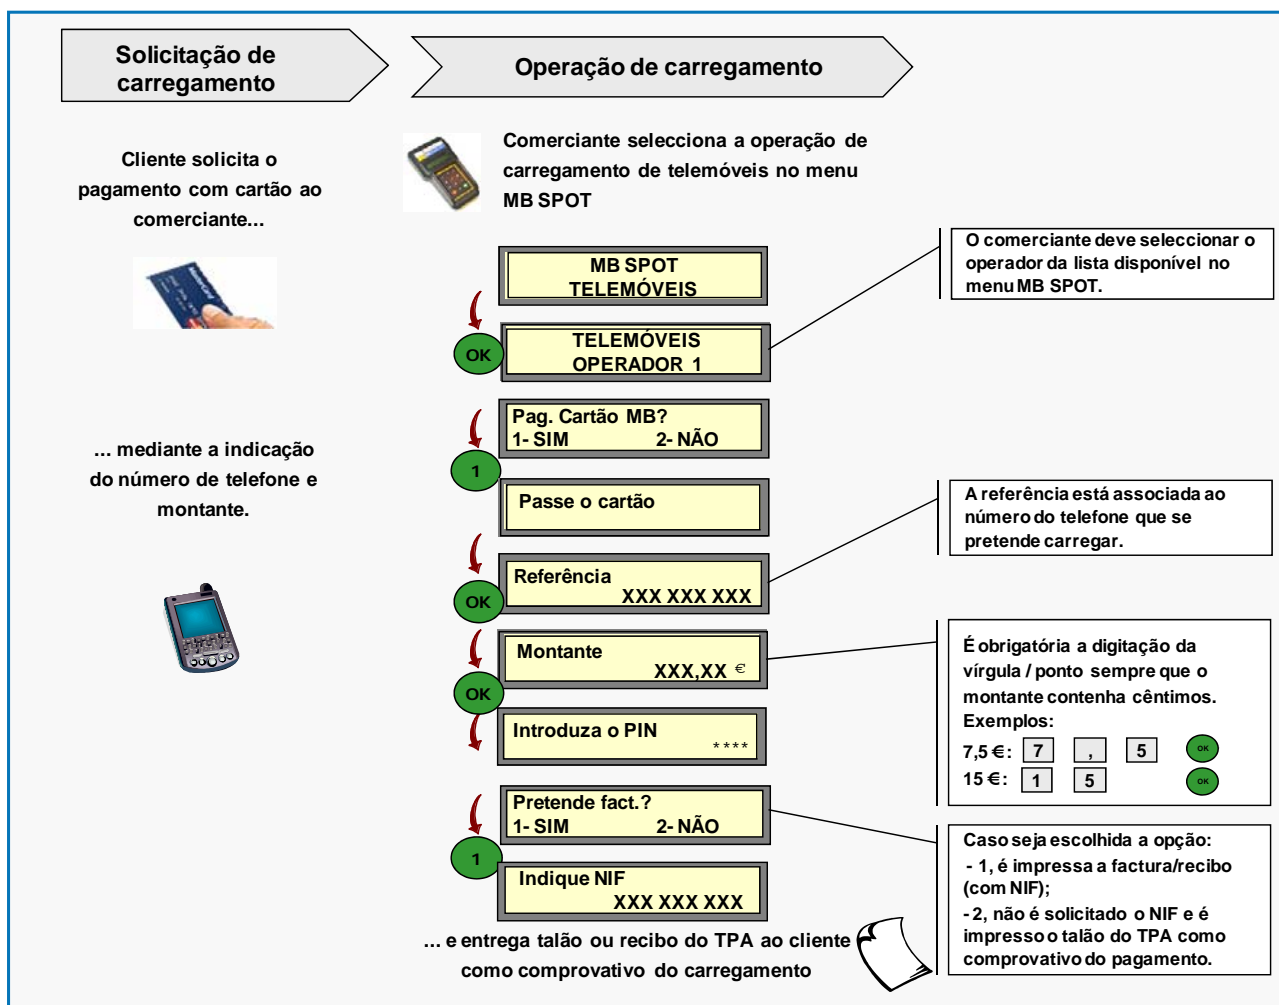 Solicitação de
carregamento
Operação de carregamento
Cliente solicita o
pagamento com cartão ao
comerciante...
... mediante a indicação
do número de telefone e
montante.
Comerciante selecciona a operação de
carregamento de telemóveis no menu
MB SPOT
MB SPOT
TELEMÓVEIS
OK
TELEMÓVEIS
OPERADOR 1
O comerciante deve seleccionar o
operador da lista disponível no
menu MB SPOT.
Pag. Cartão MB?
1- SIM 2- NÃO
1
Passe o cartão
OK
Referência
XXX XXX XXX
A referência está associada ao
número do telefone que se
pretende carregar.
Montante
XXX,XX €
OK
É obrigatória a digitação da
vírgula / ponto sempre que o
montante contenha cêntimos.
Exemplos:
7,5 €: 7 , 5 OK
15 €: 1 5 OK
Introduza o PIN
****
Pretende fact.?
1- SIM 2- NÃO
1
Indique NIF
XXX XXX XXX
Caso seja escolhida a opção:
- 1, é impressa a factura/recibo
(com NIF);
- 2, não é solicitado o NIF e é
impresso o talão do TPA como
comprovativo do pagamento.
... e entrega talão ou recibo do TPA ao cliente
como comprovativo do carregamento